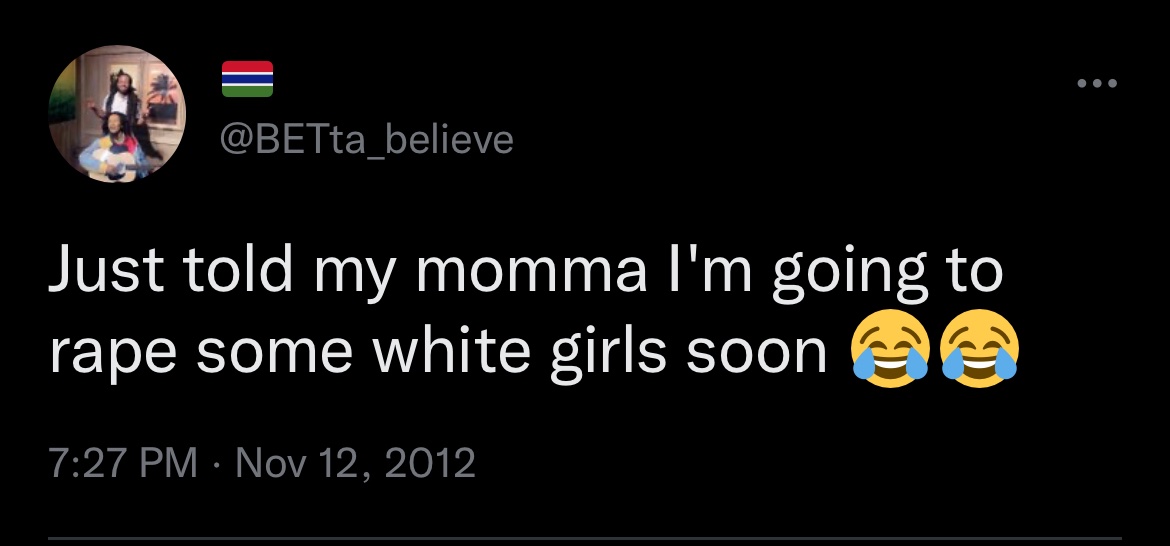 @BETta_believe
Just told my momma I'm going to
rape some white girls soon 😂😂
7:27 PM · Nov 12, 2012